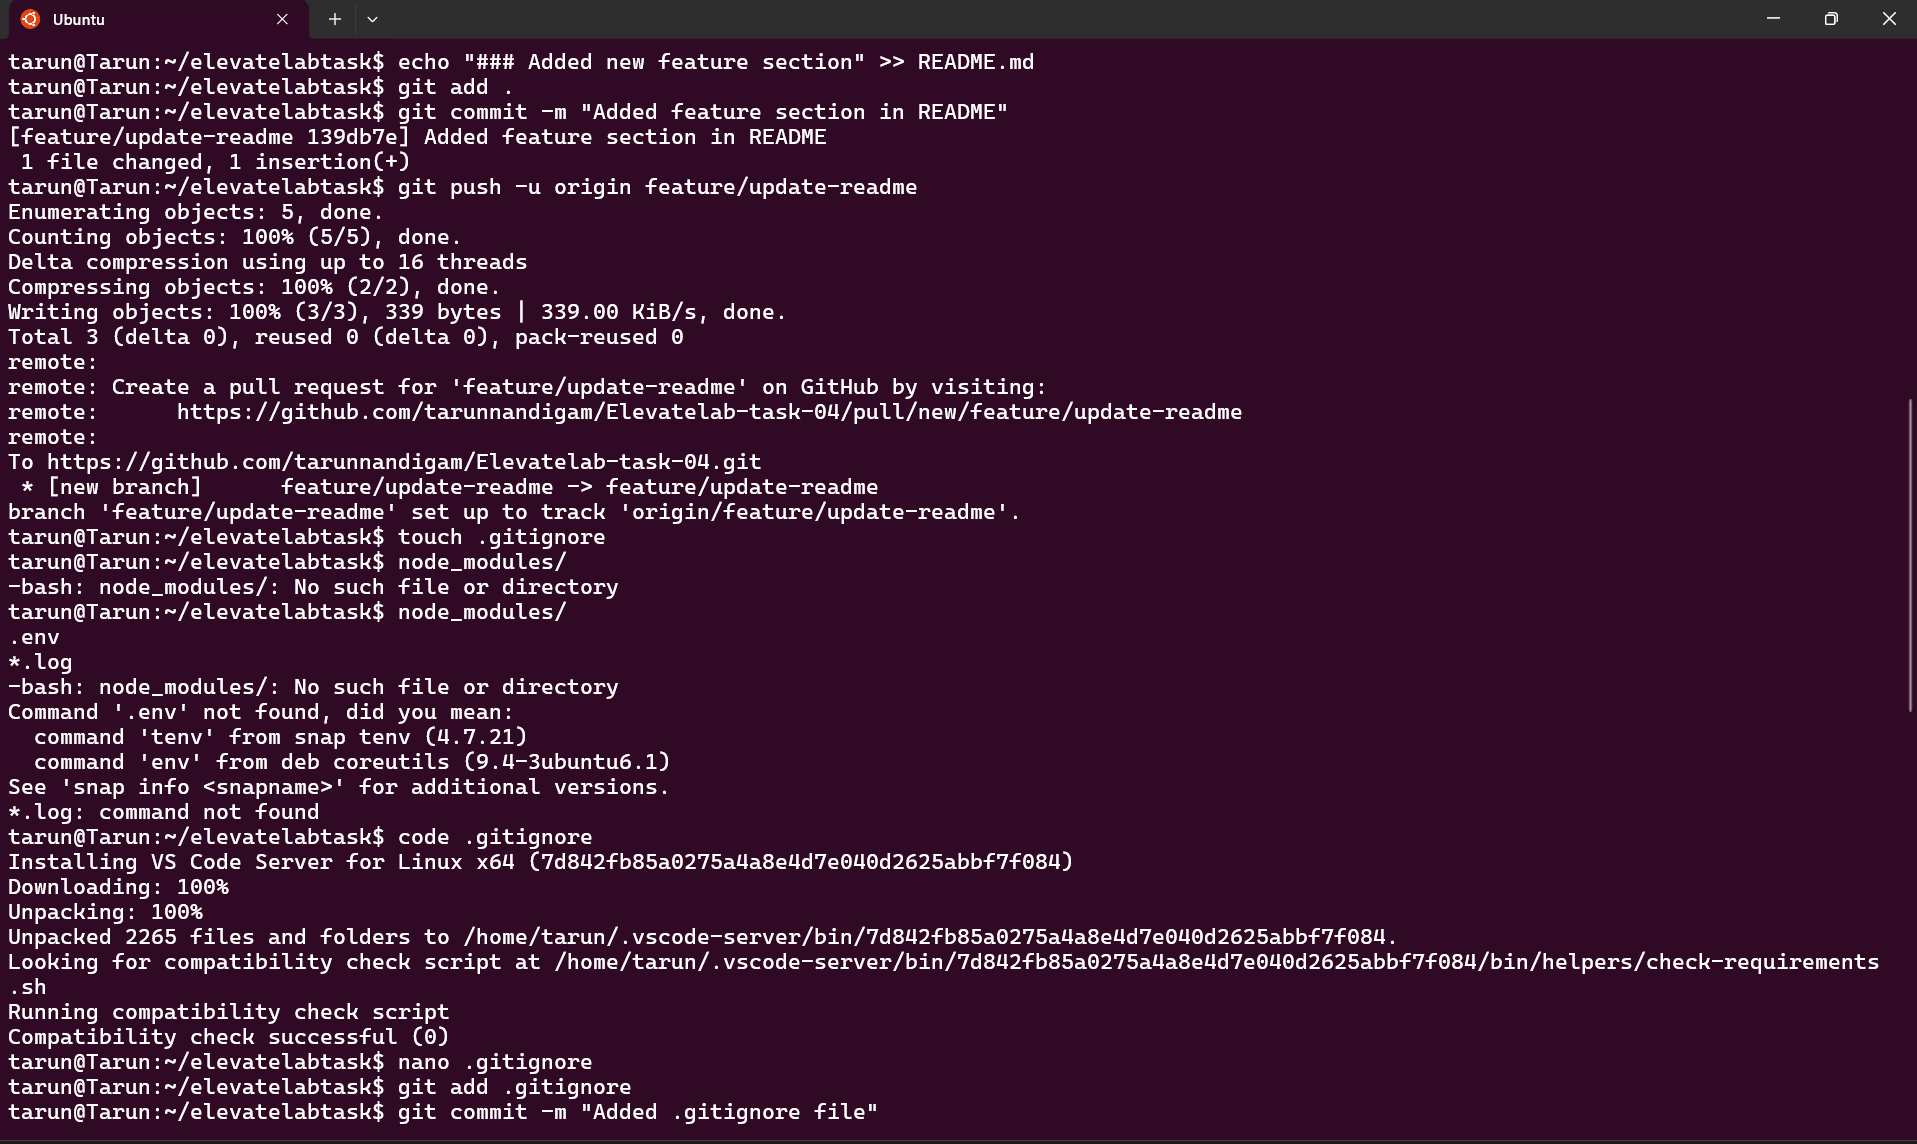 Ubuntu
tarun@Tarun:~/elevatelabtask$ echo "### Added new feature section" >> README.md
tarun@Tarun:~/elevatelabtask$ git add .
tarun@Tarun:~/elevatelabtask$ git commit -m "Added feature section in README"
[feature/update-readme 139db7e] Added feature section in README
 1 file changed, 1 insertion(+)
tarun@Tarun:~/elevatelabtask$ git push -u origin feature/update-readme
Enumerating objects: 5, done.
Counting objects: 100% (5/5), done.
Delta compression using up to 16 threads
Compressing objects: 100% (2/2), done.
Writing objects: 100% (3/3), 339 bytes | 339.00 KiB/s, done.
Total 3 (delta 0), reused 0 (delta 0), pack-reused 0
remote:
remote: Create a pull request for 'feature/update-readme' on GitHub by visiting:
remote:      https://github.com/tarunnandigam/Elevatelab-task-04/pull/new/feature/update-readme
remote:
To https://github.com/tarunnandigam/Elevatelab-task-04.git
 * [new branch]      feature/update-readme -> feature/update-readme
branch 'feature/update-readme' set up to track 'origin/feature/update-readme'.
tarun@Tarun:~/elevatelabtask$ touch .gitignore
tarun@Tarun:~/elevatelabtask$ node_modules/
-bash: node_modules/: No such file or directory
tarun@Tarun:~/elevatelabtask$ node_modules/
.env
*.log
-bash: node_modules/: No such file or directory
Command '.env' not found, did you mean:
  command 'tenv' from snap tenv (4.7.21)
  command 'env' from deb coreutils (9.4-3ubuntu6.1)
See 'snap info <snapname>' for additional versions.
*.log: command not found
tarun@Tarun:~/elevatelabtask$ code .gitignore
Installing VS Code Server for Linux x64 (7d842fb85a0275a4a8e4d7e040d2625abbf7f084)
Downloading: 100%
Unpacking: 100%
Unpacked 2265 files and folders to /home/tarun/.vscode-server/bin/7d842fb85a0275a4a8e4d7e040d2625abbf7f084.
Looking for compatibility check script at /home/tarun/.vscode-server/bin/7d842fb85a0275a4a8e4d7e040d2625abbf7f084/bin/helpers/check-requirements
.sh
Running compatibility check script
Compatibility check successful (0)
tarun@Tarun:~/elevatelabtask$ nano .gitignore
tarun@Tarun:~/elevatelabtask$ git add .gitignore
tarun@Tarun:~/elevatelabtask$ git commit -m "Added .gitignore file"